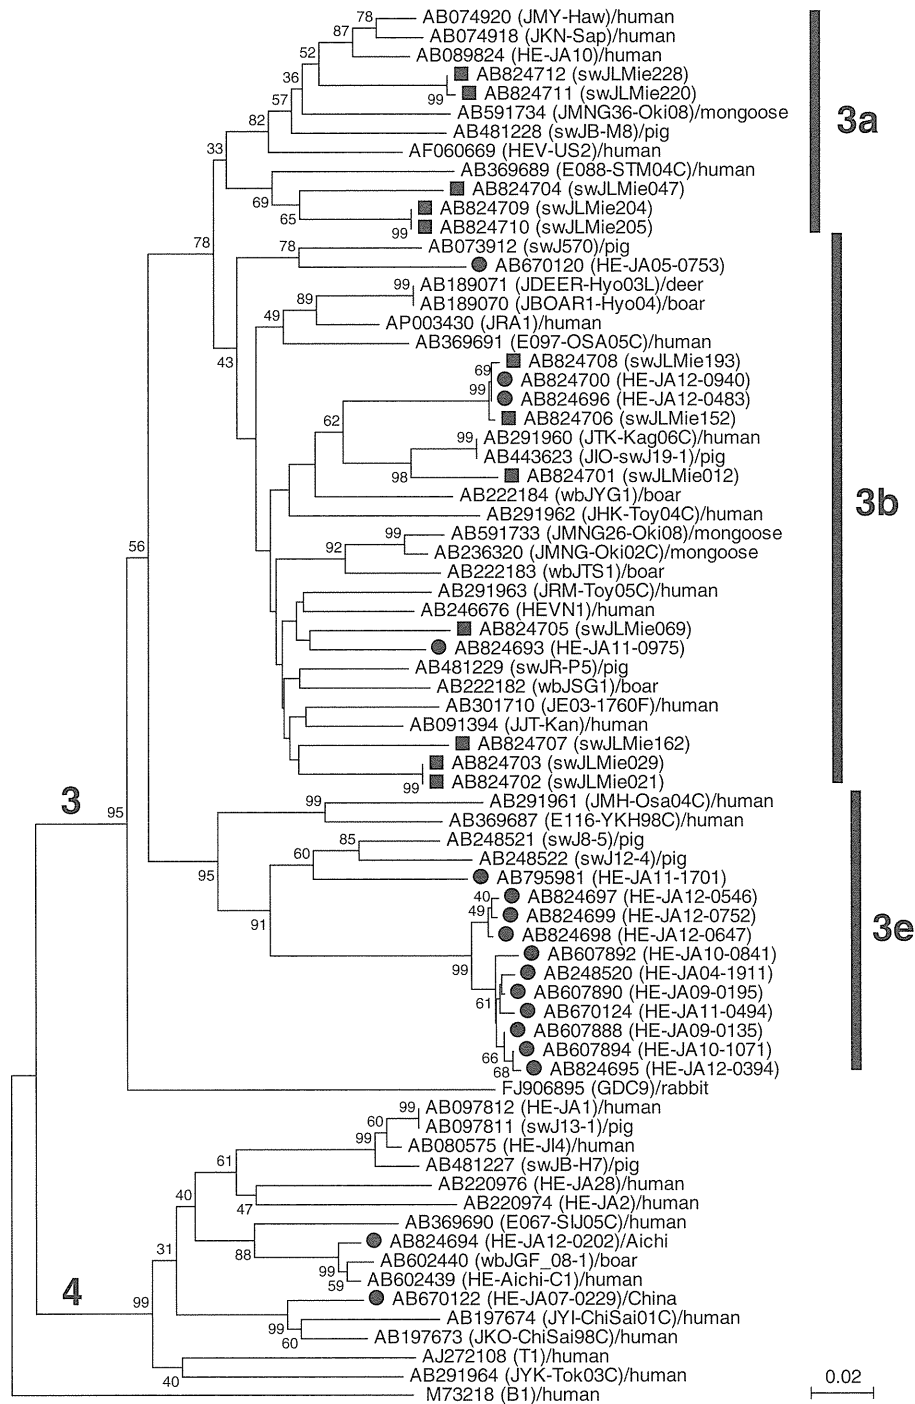 AB074920 (JMY-Haw)/human
AB074918 (JKN-Sap)/human
AB089824 (HE-JA10)/human
AB824712 (swJLMie228)
AB824711 (swJLMie220)
AB591734 (JMNG36-Oki08)/mongoose
AB481228 (swJB-M8)/pig
AF060669 (HEV-US2)/human
AB369689 (E088-STM04C)/human
AB824704 (swJLMie047)
AB824709 (swJLMie204)
AB824710 (swJLMie205)
AB073912 (swJ570)/pig
AB670120 (HE-JA05-0753)
AB189071 (JDEER-Hyo03L)/deer
AB189070 (JBOAR1-Hyo04)/boar
AP003430 (JRA1)/human
AB369691 (E097-OSA05C)/human
AB824708 (swJLMie193)
AB824700 (HE-JA12-0940)
AB824696 (HE-JA12-0483)
AB824706 (swJLMie152)
AB291960 (JTK-Kag06C)/human
AB443623 (JIO-swJ19-1)/pig
AB824701 (swJLMie012)
AB222184 (wbJYG1)/boar
AB291962 (JHK-Toy04C)/human
AB591733 (JMNG26-Oki08)/mongoose
AB236320 (JMNG-Oki02C)/mongoose
AB222183 (wbJTS1)/boar
AB291963 (JRM-Toy05C)/human
AB246676 (HEVN1)/human
AB824705 (swJLMie069)
AB824693 (HE-JA11-0975)
AB481229 (swJR-P5)/pig
AB222182 (wbJSG1)/boar
AB301710 (JE03-1760F)/human
AB091394 (JJT-Kan)/human
AB824707 (swJLMie162)
AB824703 (swJLMie029)
AB824702 (swJLMie021)
AB291961 (JMH-Osa04C)/human
AB369687 (E116-YKH98C)/human
AB248521 (swJ8-5)/pig
AB248522 (swJ12-4)/pig
AB795981 (HE-JA11-1701)
AB824697 (HE-JA12-0546)
AB824699 (HE-JA12-0752)
AB824698 (HE-JA12-0647)
AB607892 (HE-JA10-0841)
AB248520 (HE-JA04-1911)
AB607890 (HE-JA09-0195)
AB670124 (HE-JA11-0494)
AB607888 (HE-JA09-0135)
AB607894 (HE-JA10-1071)
AB824695 (HE-JA12-0394)
FJ906895 (GDC9)/rabbit
AB097812 (HE-JA1)/human
AB097811 (swJ13-1)/pig
AB080575 (HE-JI4)/human
AB481227 (swJB-H7)/pig
AB220976 (HE-JA28)/human
AB220974 (HE-JA2)/human
AB369690 (E067-SIJ05C)/human
AB824694 (HE-JA12-0202)/Aichi
AB602440 (wbJGF_08-1)/boar
AB602439 (HE-Aichi-C1)/human
AB670122 (HE-JA07-0229)/China
AB197674 (JYI-ChiSai01C)/human
AB197673 (JKO-ChiSai98C)/human
AJ272108 (T1)/human
AB291964 (JYK-Tok03C)/human
M73218 (B1)/human
3a
3b
3e
3
4
78
87
52
36
99
57
82
33
69
65
99
78
78
99
89
49
43
69
99
62
99
98
56
99
92
99
95
99
95
85
60
91
40
49
99
61
66
68
99
60
99
61
47
40
88
99
59
31
99
99
60
40
0.02